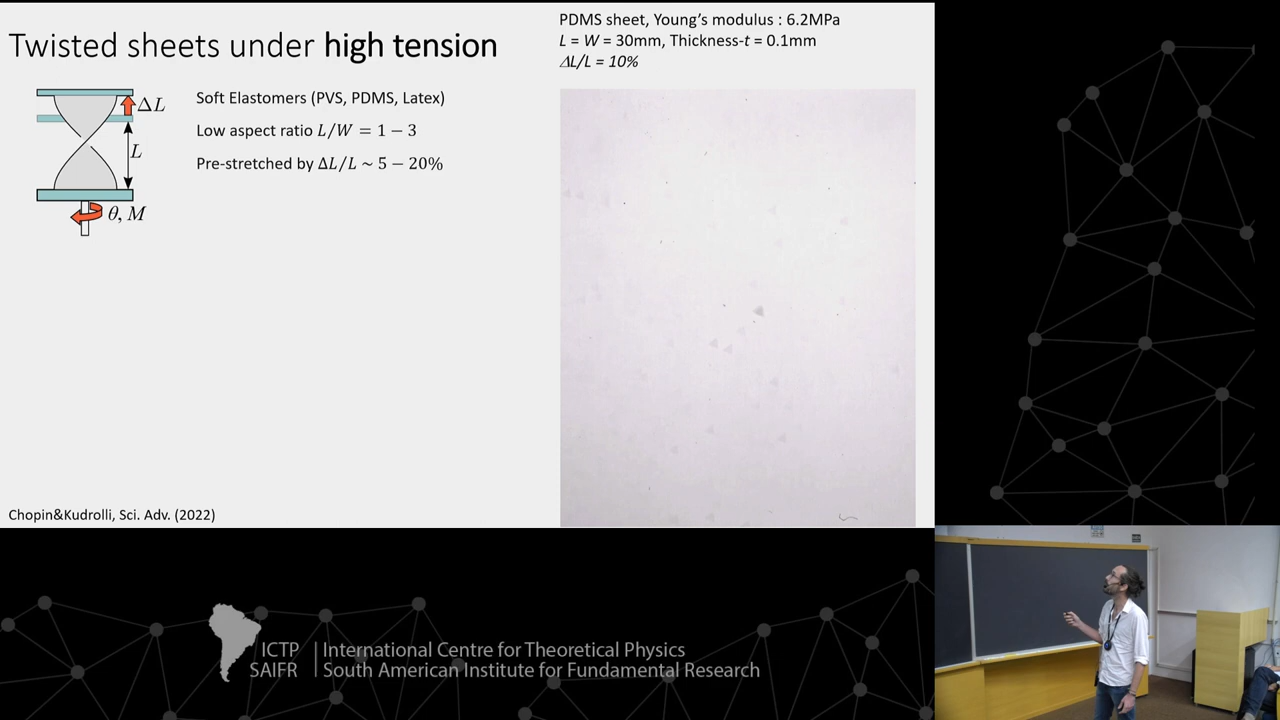 Twisted sheets under high tension
ΔL
L
θ, M
Soft Elastomers (PVS, PDMS, Latex)
Low aspect ratio L/W = 1 − 3
Pre-stretched by ΔL/L ~ 5 − 20%
PDMS sheet, Young's modulus : 6.2MPa
L = W = 30mm, Thickness-t = 0.1mm
ΔL/L = 10%
Chopin&Kudrolli, Sci. Adv. (2022)
ICTP
SAIFR
International Centre for Theoretical Physics
South American Institute for Fundamental Research